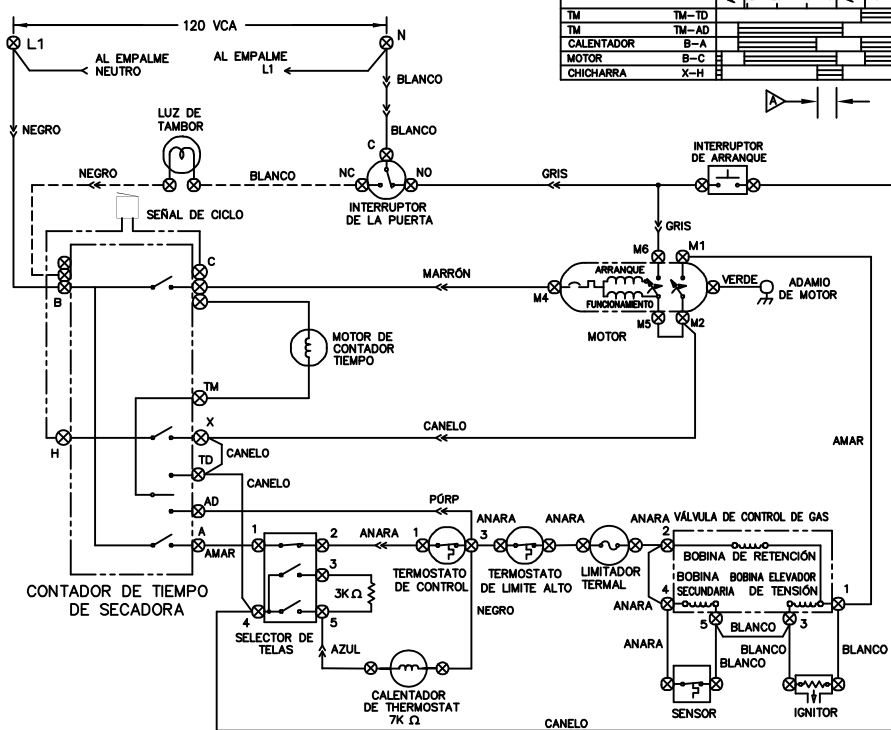 120 VCA
L1
N
AL EMPALME
NEUTRO
AL EMPALME
L1
TM TM-TD
TM TM-AD
CALENTADOR B-A
MOTOR B-C
CHICHARRA X-H
A
BLANCO
NEGRO
LUZ DE
TAMBOR
BLANCO
C
INTERRUPTOR
DE ARRANQUE
NEGRO
BLANCO
NC
NO
GRIS
INTERRUPTOR
DE LA PUERTA
SEÑAL DE CICLO
GRIS
C
M6
M1
MARRÓN
ARRANQUE
VERDE
ADAMIO
DE MOTOR
B
M4
FUNCIONAMIENTO
M5
M2
MOTOR
MOTOR DE
CONTADOR
TIEMPO
TM
X
CANELO
H
CANELO
AMAR
TD
CANELO
AD
PÓRP
A
AMAR
1
2
ANARA
1
ANARA
3
ANARA
ANARA
2
VÁLVULA DE CONTROL DE GAS
BOBINA DE RETENCIÓN
TERMOSTATO
DE CONTROL
TERMOSTATO
DE LIMITE ALTO
LIMITADOR
TERMAL
3
3K Ω
CONTADOR DE TIEMPO
DE SECADORA
BOBINA
SECUNDARIA
BOBINA ELEVADOR
DE TENSIÓN
4
1
4
5
ANARA
NEGRO
5
BLANCO
3
SELECTOR DE
TELAS
AZUL
ANARA
BLANCO
BLANCO
BLANCO
CALENTADOR
DE THERMOSTAT
7K Ω
SENSOR
IGNITOR
CANELO